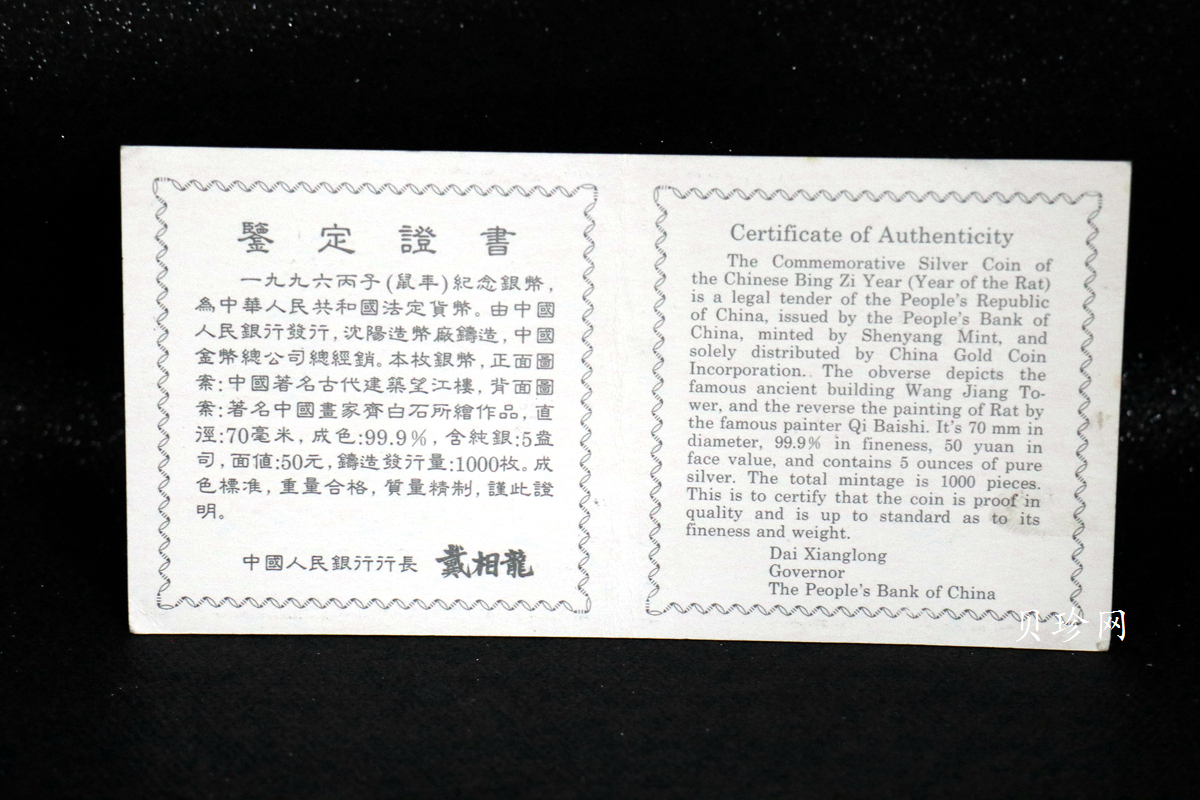 鑒定證書
一九九六丙子(鼠年)紀念銀幣,
為中華人民共和國法定貨幣。由中國
人民銀行發行,沈陽造幣廠鑄造,中國
金幣總公司總經銷。本枚銀幣,正面圖
案:中國著名古代建築望江樓,背面圖
案:著名中國畫家齊白石所繪作品,直
徑:70毫米,成色:99.9%,含純銀:5盎
司,面值:50元,鑄造發行量:1000枚。成
色標准,重量合格,質量精制,謹此證
明。
中國人民銀行行長 戴相龍
Certificate of Authenticity
The Commemorative Silver Coin of
the Chinese Bing Zi Year (Year of the Rat)
is a legal tender of the People's Republic
of China, issued by the People's Bank of
China, minted by Shenyang Mint, and
solely distributed by China Gold Coin
Incorporation. The obverse depicts the
famous ancient building Wang Jiang To-
wer, and the reverse the painting of Rat by
the famous painter Qi Baishi. It's 70 mm in
diameter, 99.9% in fineness, 50 yuan in
face value, and contains 5 ounces of pure
silver. The total mintage is 1000 pieces.
This is to certify that the coin is proof in
quality and is up to standard as to its
fineness and weight.
Dai Xianglong
Governor
The People's Bank of China
贝珍网